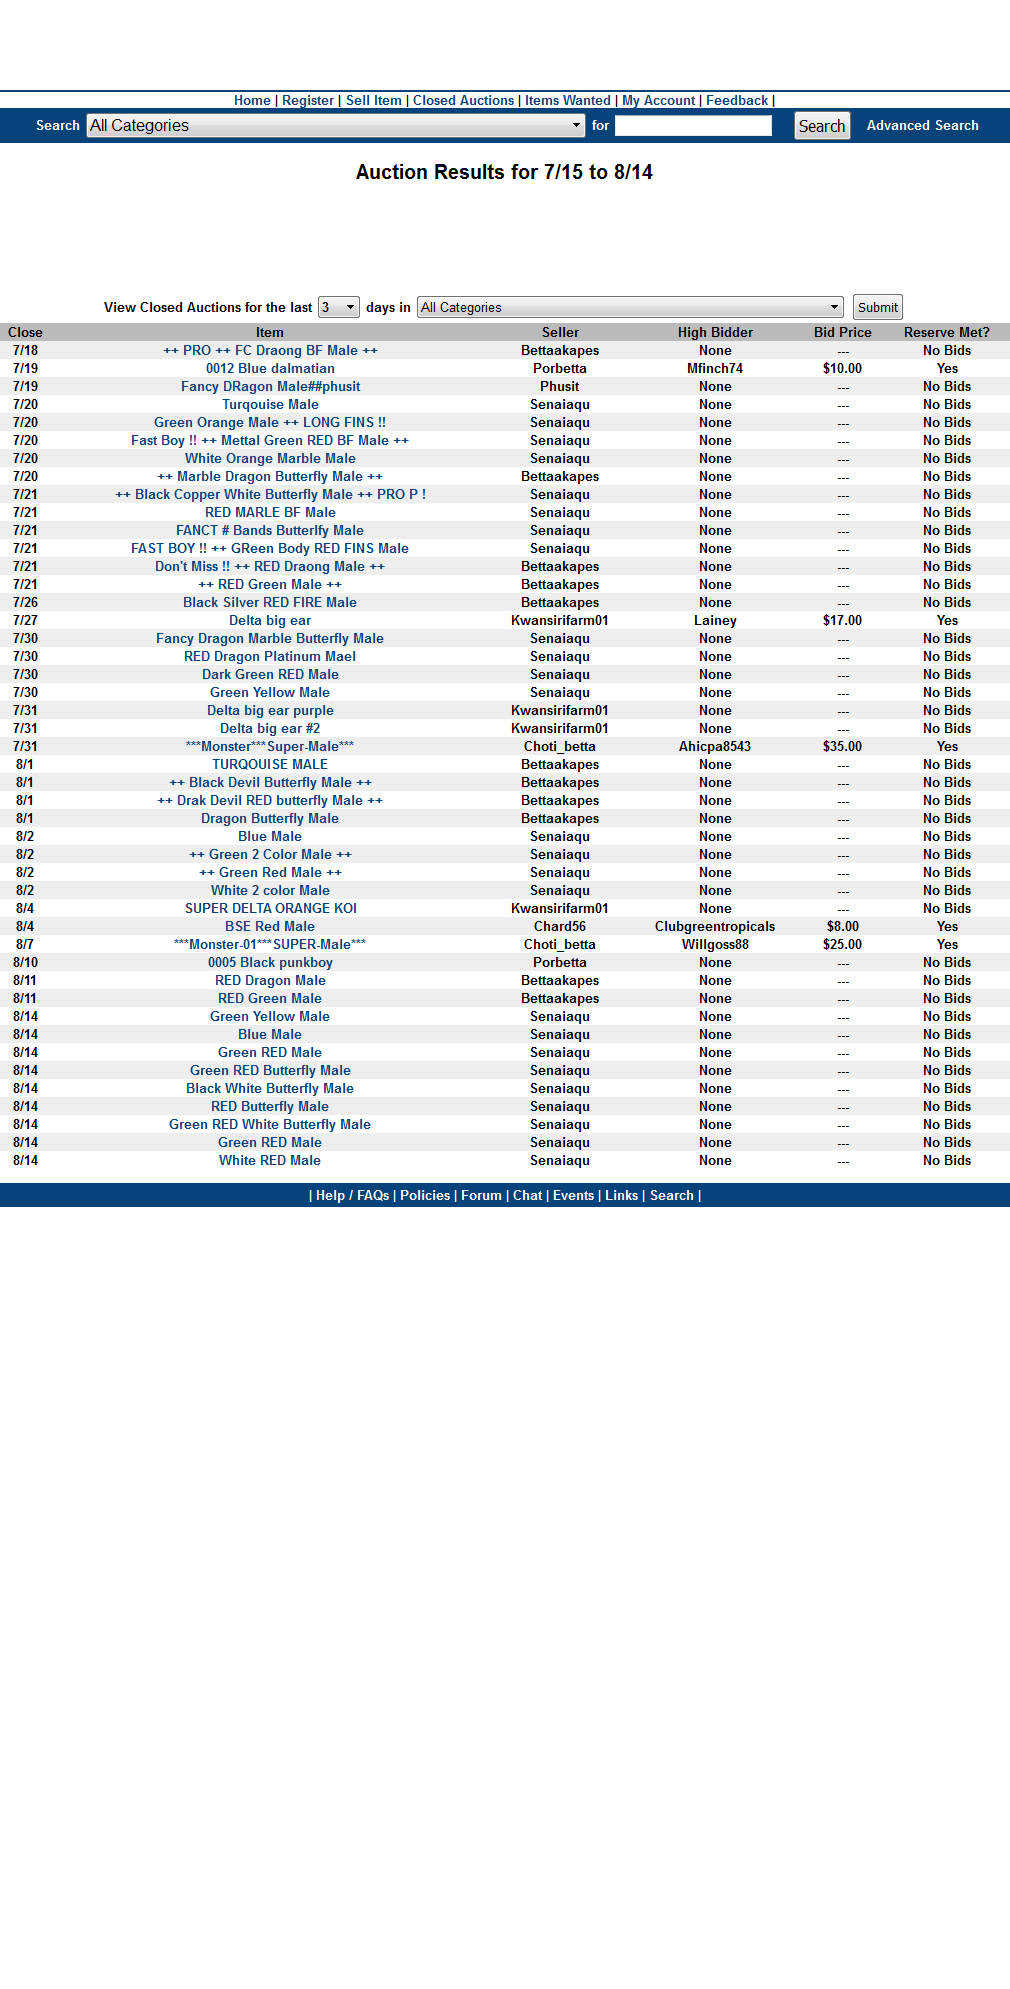 Home | Register | Sell Item | Closed Auctions | Items Wanted | My Account | Feedback |
Search All Categories for Search Advanced Search
Auction Results for 7/15 to 8/14
View Closed Auctions for the last 3 days in All Categories Submit
Close Item Seller High Bidder Bid Price Reserve Met?
7/18 ++ PRO ++ FC Draong BF Male ++ Bettaakapes None --- No Bids
7/19 0012 Blue dalmatian Porbetta Mfinch74 $10.00 Yes
7/19 Fancy DRagon Male##phusit Phusit None --- No Bids
7/20 Turqouise Male Senaiaqu None --- No Bids
7/20 Green Orange Male ++ LONG FINS !! Senaiaqu None --- No Bids
7/20 Fast Boy !! ++ Mettal Green RED BF Male ++ Senaiaqu None --- No Bids
7/20 White Orange Marble Male Senaiaqu None --- No Bids
7/20 ++ Marble Dragon Butterfly Male ++ Bettaakapes None --- No Bids
7/21 ++ Black Copper White Butterfly Male ++ PRO P ! Senaiaqu None --- No Bids
7/21 RED MARLE BF Male Senaiaqu None --- No Bids
7/21 FANCT # Bands Butterlfy Male Senaiaqu None --- No Bids
7/21 FAST BOY !! ++ GReen Body RED FINS Male Senaiaqu None --- No Bids
7/21 Don't Miss !! ++ RED Draong Male ++ Bettaakapes None --- No Bids
7/21 ++ RED Green Male ++ Bettaakapes None --- No Bids
7/26 Black Silver RED FIRE Male Bettaakapes None --- No Bids
7/27 Delta big ear Kwansirifarm01 Lainey $17.00 Yes
7/30 Fancy Dragon Marble Butterfly Male Senaiaqu None --- No Bids
7/30 RED Dragon Platinum Mael Senaiaqu None --- No Bids
7/30 Dark Green RED Male Senaiaqu None --- No Bids
7/30 Green Yellow Male Senaiaqu None --- No Bids
7/31 Delta big ear purple Kwansirifarm01 None --- No Bids
7/31 Delta big ear #2 Kwansirifarm01 None --- No Bids
7/31 ***Monster***Super-Male*** Choti_betta Ahicpa8543 $35.00 Yes
8/1 TURQOUISE MALE Bettaakapes None --- No Bids
8/1 ++ Black Devil Butterfly Male ++ Bettaakapes None --- No Bids
8/1 ++ Drak Devil RED butterfly Male ++ Bettaakapes None --- No Bids
8/1 Dragon Butterfly Male Bettaakapes None --- No Bids
8/2 Blue Male Senaiaqu None --- No Bids
8/2 ++ Green 2 Color Male ++ Senaiaqu None --- No Bids
8/2 ++ Green Red Male ++ Senaiaqu None --- No Bids
8/2 White 2 color Male Senaiaqu None --- No Bids
8/4 SUPER DELTA ORANGE KOI Kwansirifarm01 None --- No Bids
8/4 BSE Red Male Chard56 Clubgreentropicals $8.00 Yes
8/7 ***Monster-01***SUPER-Male*** Choti_betta Willgoss88 $25.00 Yes
8/10 0005 Black punkboy Porbetta None --- No Bids
8/11 RED Dragon Male Bettaakapes None --- No Bids
8/11 RED Green Male Bettaakapes None --- No Bids
8/14 Green Yellow Male Senaiaqu None --- No Bids
8/14 Blue Male Senaiaqu None --- No Bids
8/14 Green RED Male Senaiaqu None --- No Bids
8/14 Green RED Butterfly Male Senaiaqu None --- No Bids
8/14 Black White Butterfly Male Senaiaqu None --- No Bids
8/14 RED Butterfly Male Senaiaqu None --- No Bids
8/14 Green RED White Butterfly Male Senaiaqu None --- No Bids
8/14 Green RED Male Senaiaqu None --- No Bids
8/14 White RED Male Senaiaqu None --- No Bids
| Help / FAQs | Policies | Forum | Chat | Events | Links | Search |